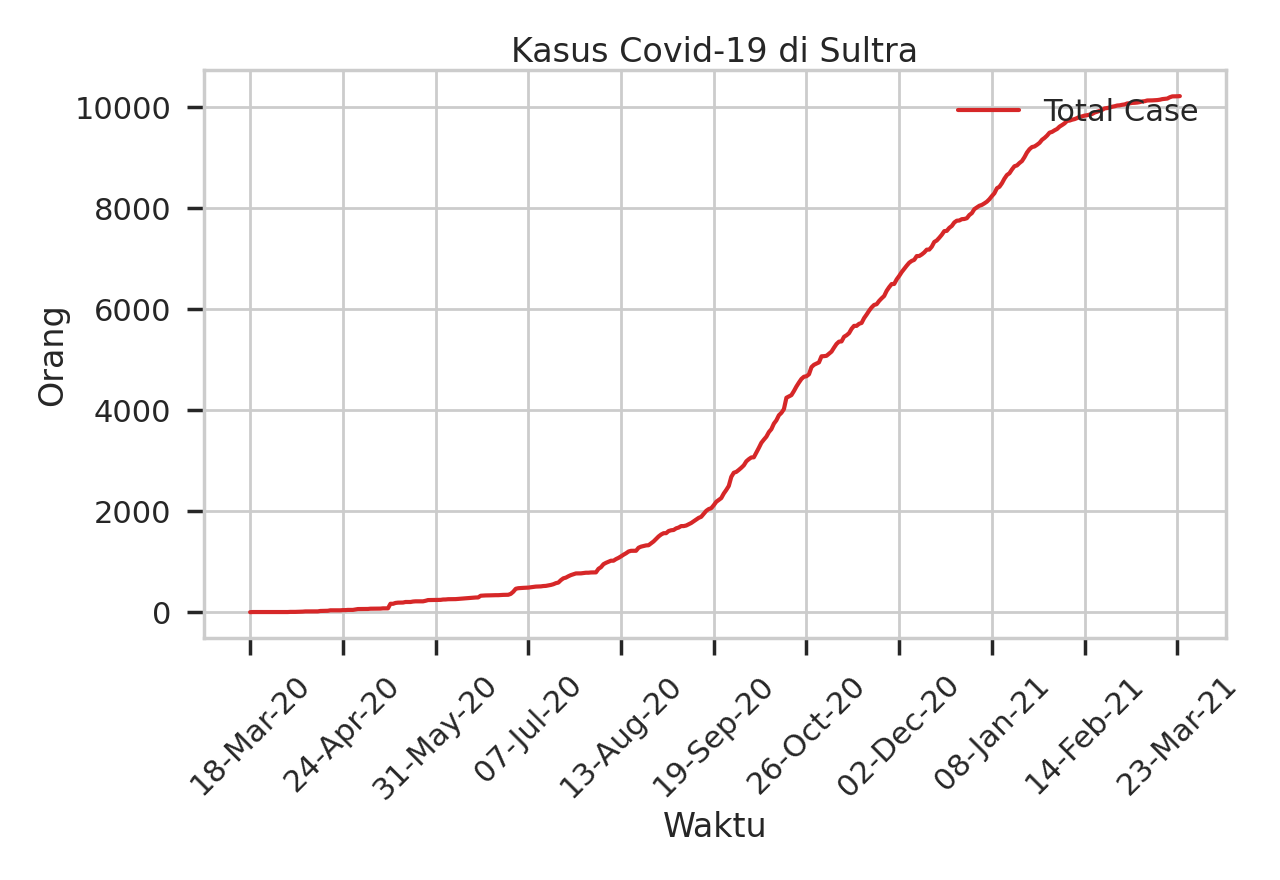 Kasus Covid-19 di Sultra
Total Case
Orang
10000
8000
6000
4000
2000
0
18-Mar-20
24-Apr-20
31-May-20
07-Jul-20
13-Aug-20
19-Sep-20
26-Oct-20
02-Dec-20
08-Jan-21
14-Feb-21
23-Mar-21
Waktu